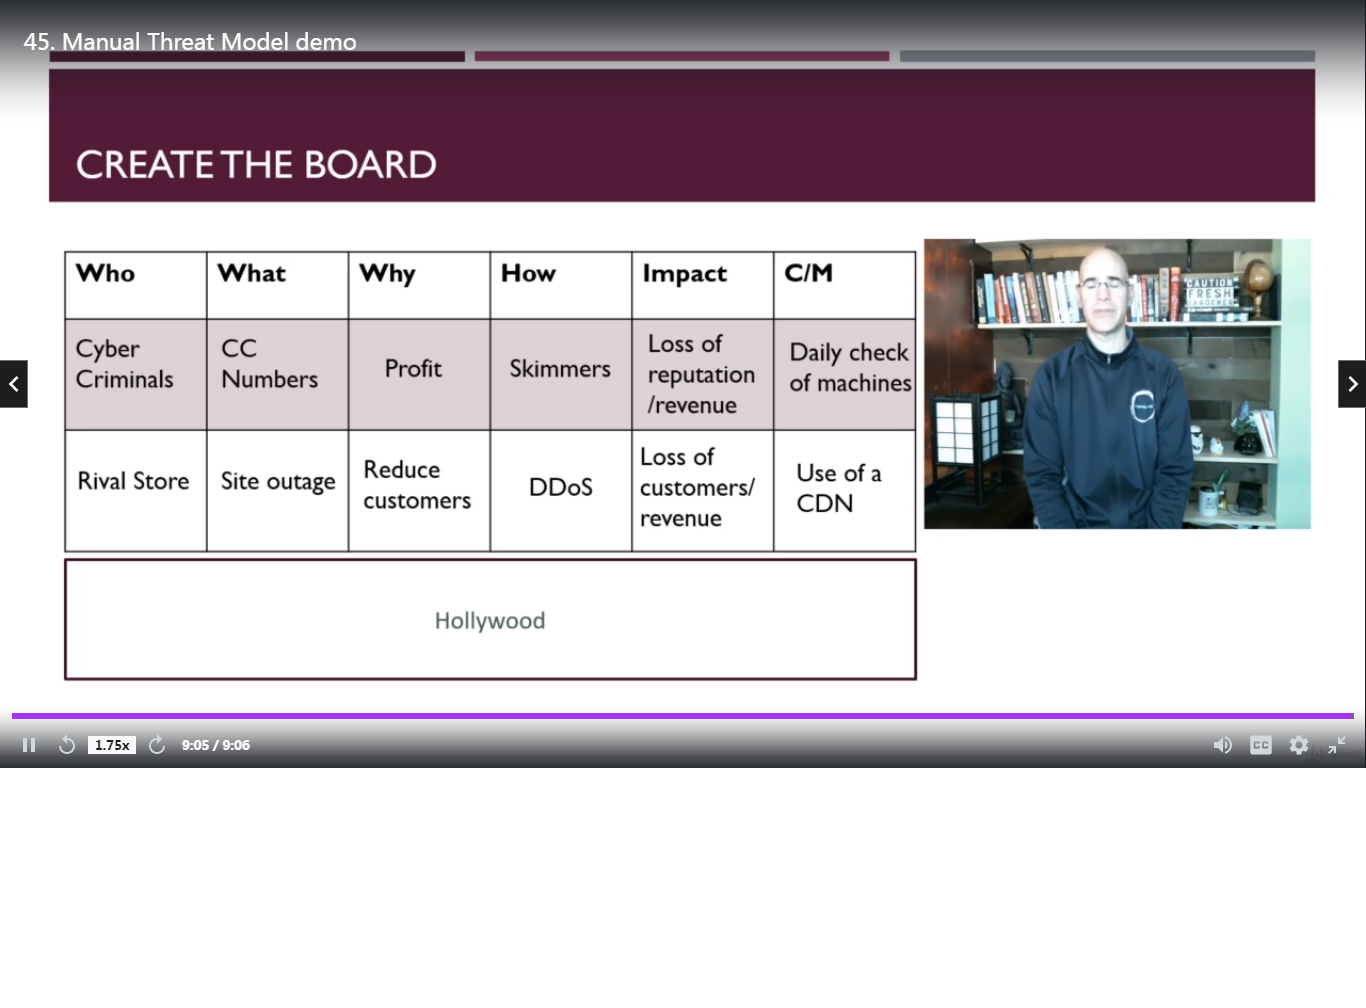 45. Manual Threat Model demo
CREATE THE BOARD
Who What Why How Impact C/M
Cyber
Criminals
CC
Numbers
Profit
Skimmers
Loss of
reputation
/revenue
Daily check
of machines
Rival Store
Site outage
Reduce
customers
DDoS
Loss of
customers/
revenue
Use of a
CDN
Hollywood
CAUTION
FRESH
GARDENER
1.75x
9:05 / 9:06
CC